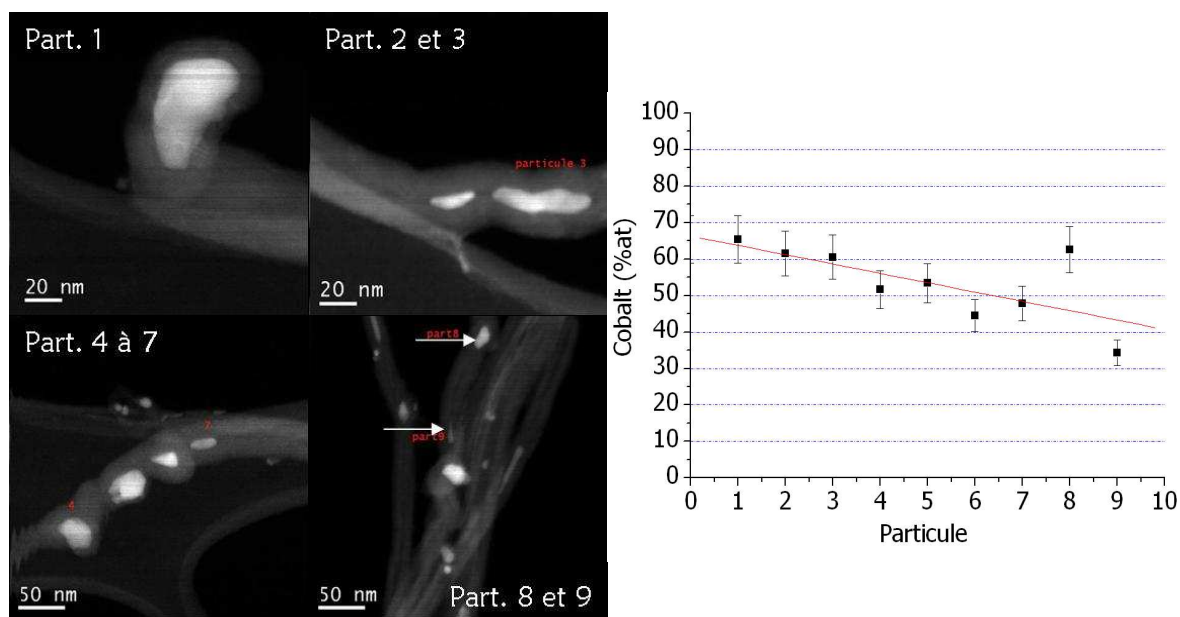 Part. 1
20 nm
Part. 2 et 3
particule 3
20 nm
Part. 4 à 7
7
4
50 nm
part8
part9
50 nm
Part. 8 et 9
Cobalt (%at)
100
90
80
70
60
50
40
30
20
10
0
0 1 2 3 4 5 6 7 8 9 10
Particule